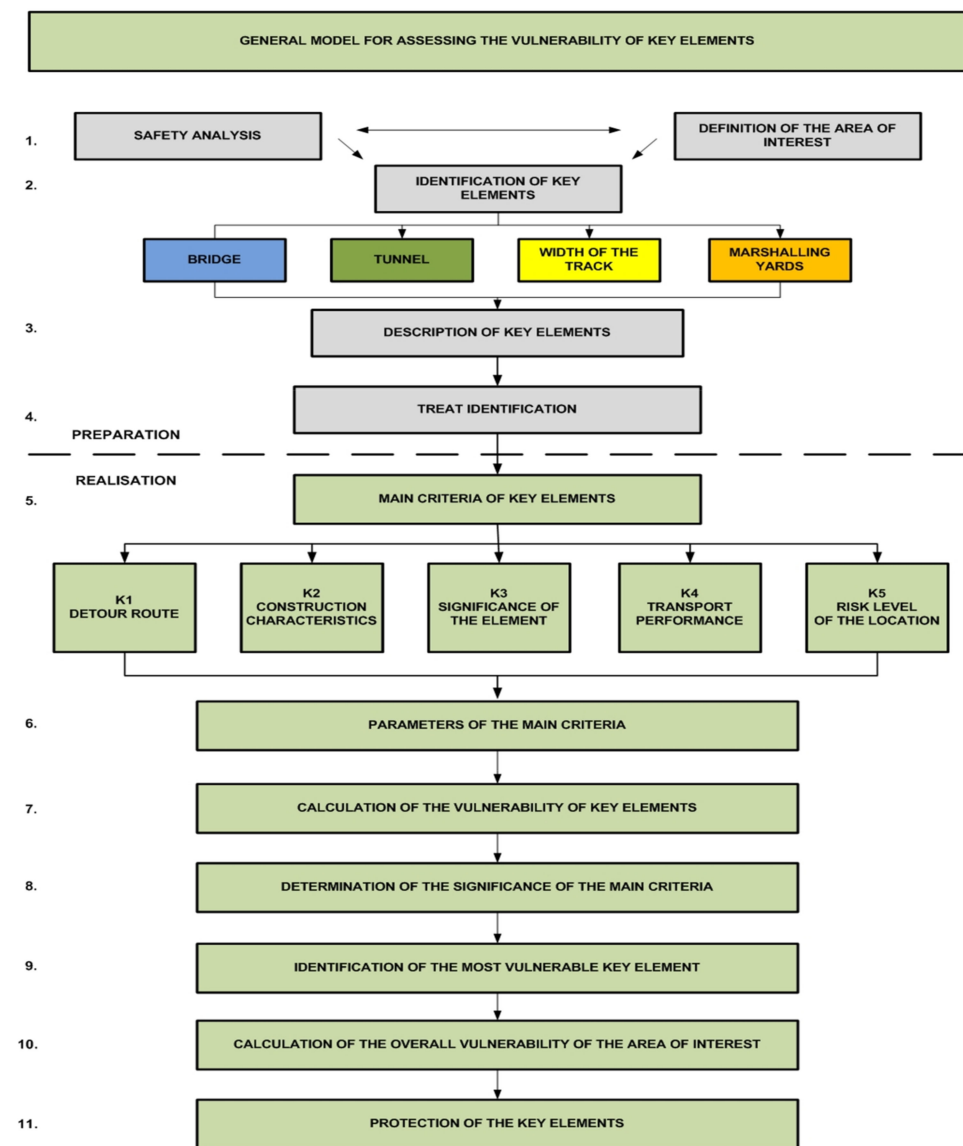 GENERAL MODEL FOR ASSESSING THE VULNERABILITY OF KEY ELEMENTS
1.
SAFETY ANALYSIS
DEFINITION OF THE AREA OF
INTEREST
2.
IDENTIFICATION OF KEY
ELEMENTS
BRIDGE
TUNNEL
WIDTH OF THE
TRACK
MARSHALLING
YARDS
3.
DESCRIPTION OF KEY ELEMENTS
4.
TREAT IDENTIFICATION
PREPARATION
REALISATION
5.
MAIN CRITERIA OF KEY ELEMENTS
K1
DETOUR ROUTE
K2
CONSTRUCTION
CHARACTERISTICS
K3
SIGNIFICANCE OF
THE ELEMENT
K4
TRANSPORT
PERFORMANCE
K5
RISK LEVEL
OF THE LOCATION
6.
PARAMETERS OF THE MAIN CRITERIA
7.
CALCULATION OF THE VULNERABILITY OF KEY ELEMENTS
8.
DETERMINATION OF THE SIGNIFICANCE OF THE MAIN CRITERIA
9.
IDENTIFICATION OF THE MOST VULNERABLE KEY ELEMENT
10.
CALCULATION OF THE OVERALL VULNERABILITY OF THE AREA OF INTEREST
11.
PROTECTION OF THE KEY ELEMENTS